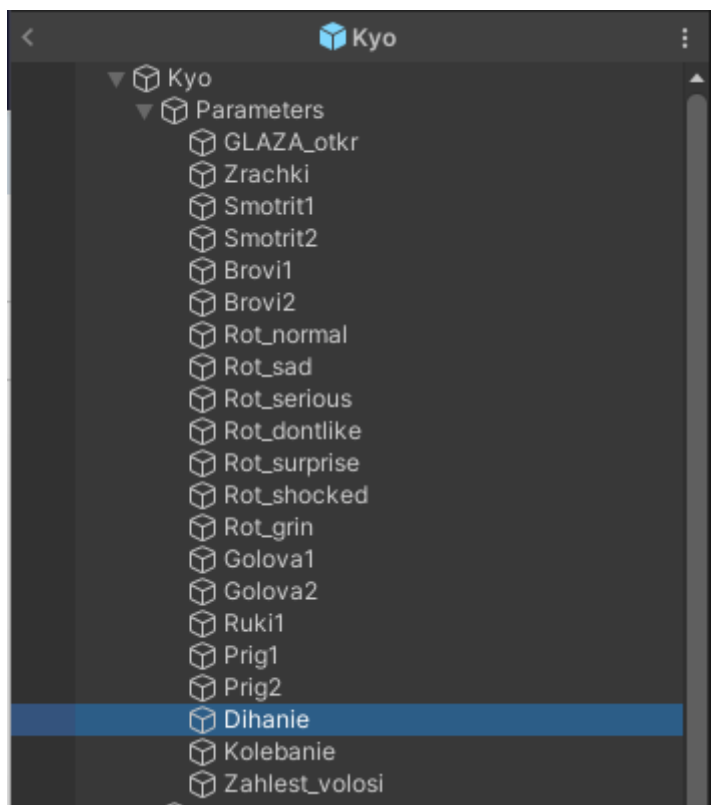 Kyo
Kyo
Parameters
GLAZA_otkr
Zrachki
Smotrit1
Smotrit2
Brovi1
Brovi2
Rot_normal
Rot_sad
Rot_serious
Rot_dontlike
Rot_surprise
Rot_shocked
Rot_grin
Golova1
Golova2
Ruki1
Prig1
Prig2
Dihanie
Kolebanie
Zahlest_volosi